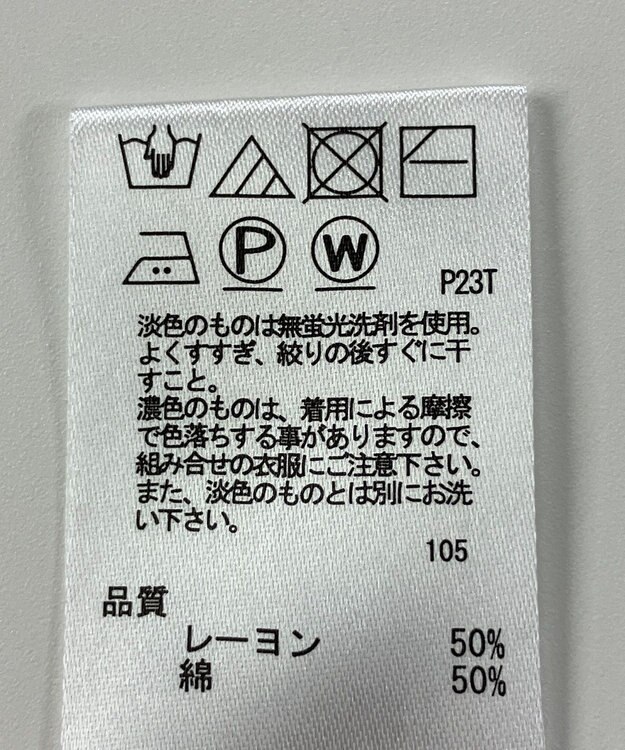 P W
P23T
淡色のものは無蛍光洗剤を使用。
よくすすぎ、絞りの後すぐに干
すこと。
濃色のものは、着用による摩擦
で色落ちする事がありますので、
組み合せの衣服にご注意下さい。
また、淡色のものとは別にお洗
い下さい。
105
品質
レーヨン 50%
綿 50%